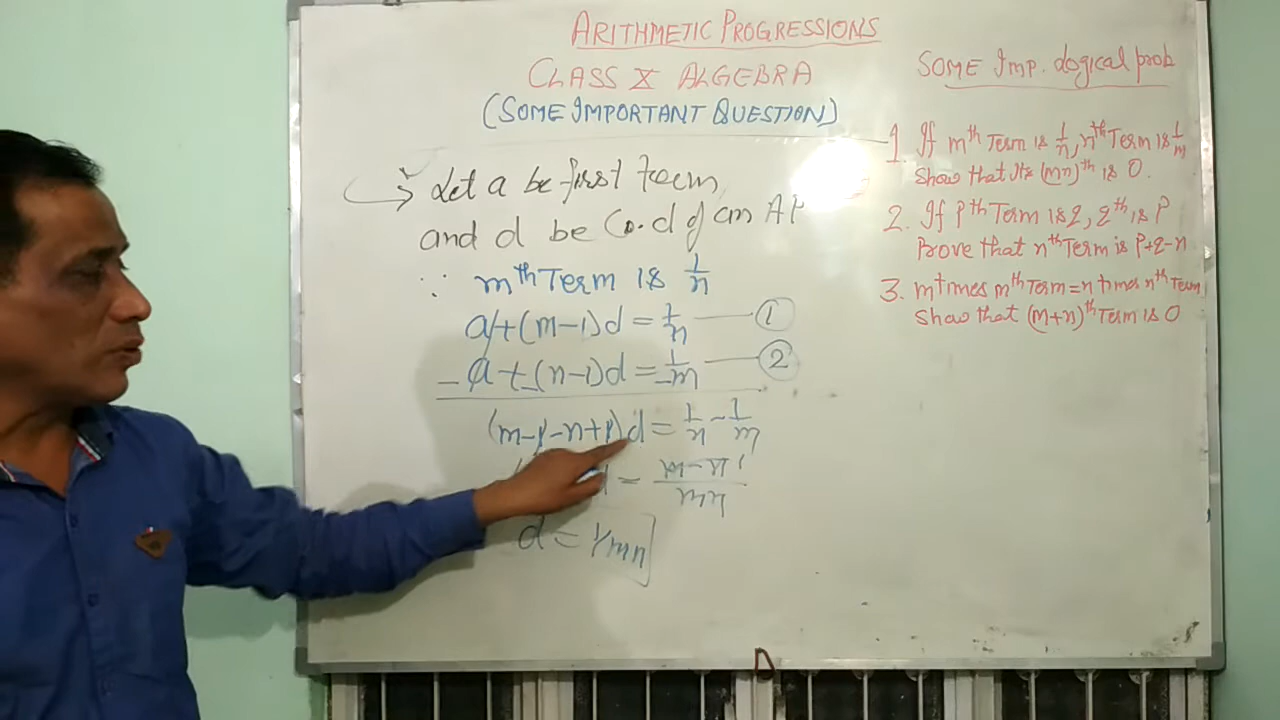 ARITHMETIC PROGRESSIONS
CLASS X ALGEBRA
(SOME IMPORTANT QUESTION)
Let a be first term
and d be Co. d of an AP
∵ mth Term is 1/n
a + (m-1)d = 1/n — 1
- a + - (n-1)d = - 1/m — 2
(m-1-n+1)d = 1/n - 1/m
d = m-n / mn
d = 1/mn
SOME Imp. logical prob
1. If mth Term is 1/n, nth Term is 1/m
Show that its (mn)th is 0.
2. If Pth Term is q, qth is P
Prove that nth Term is P+q-n
3. m times mth Term = n times nth Term
Show that (m+n)th Term is 0